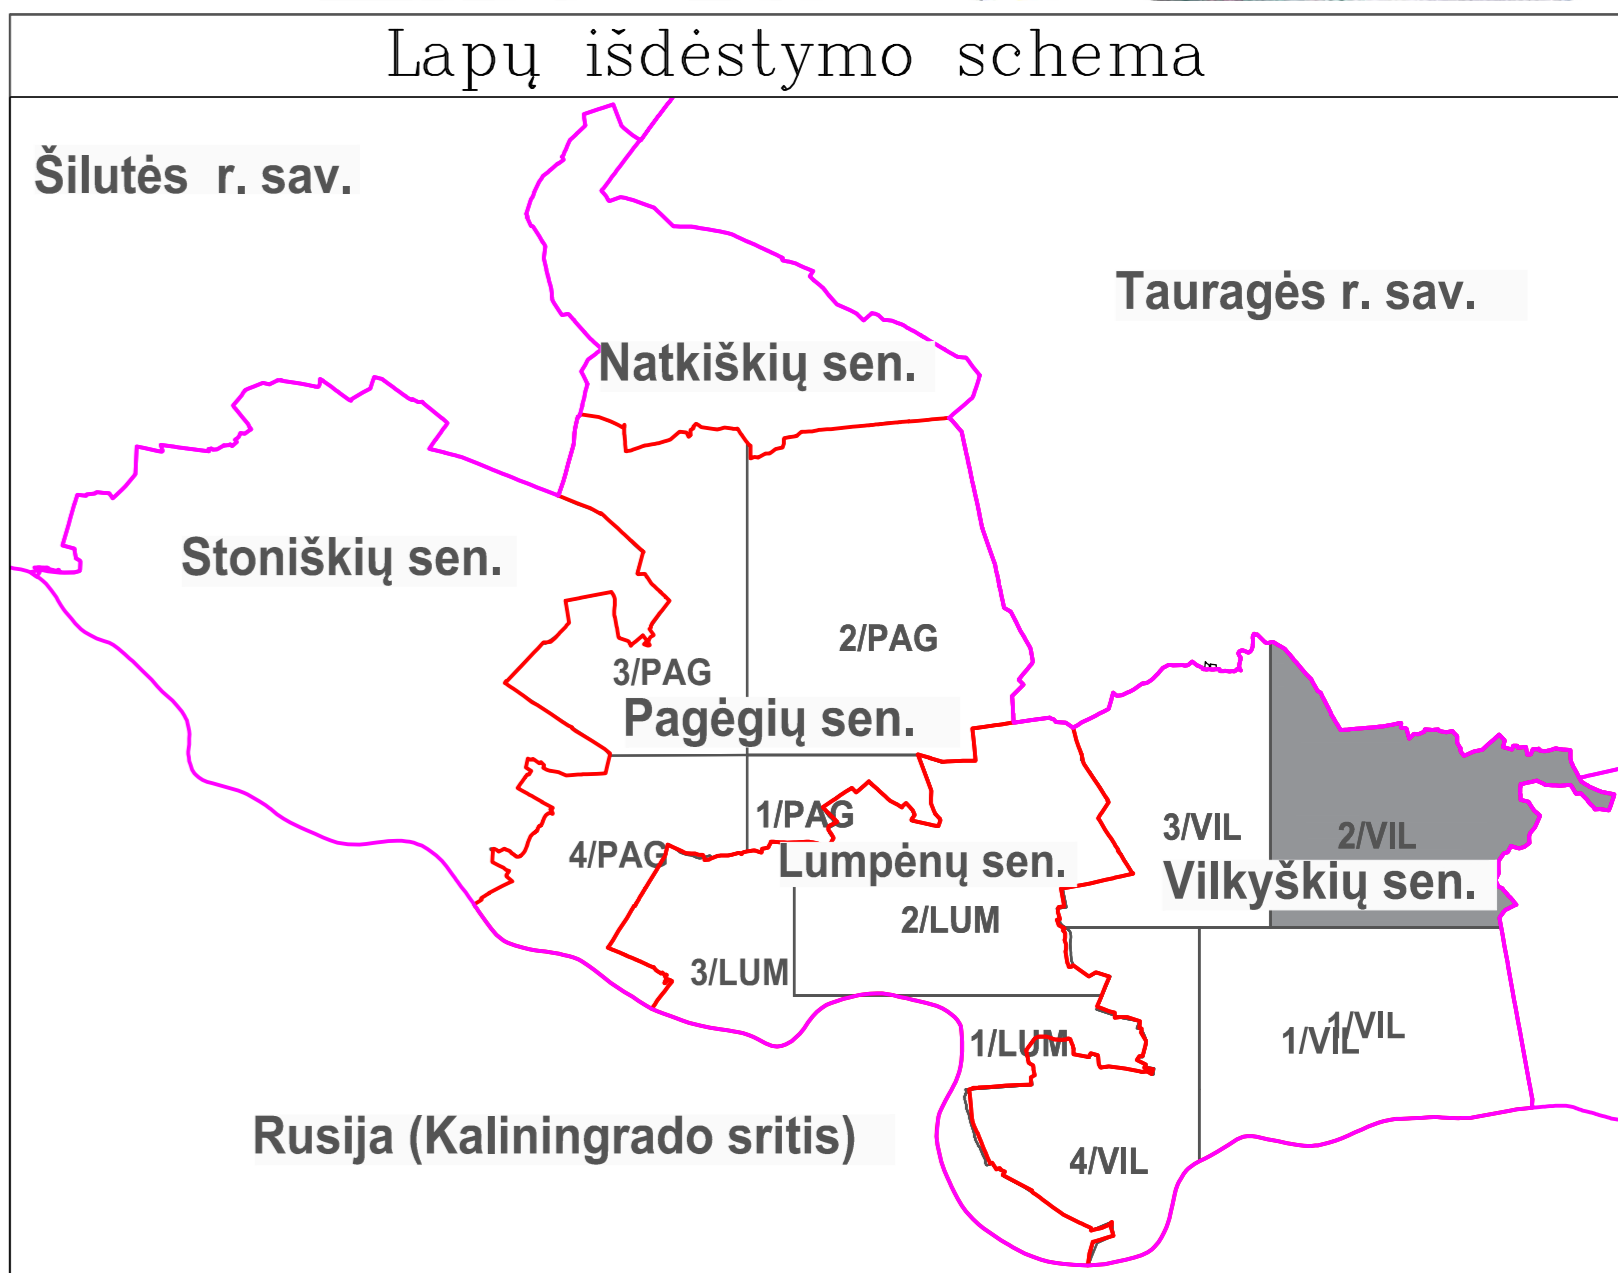 Lapų išdėstymo schema
Šilutės r. sav.
Tauragės r. sav.
Natkiškių sen.
Stoniškių sen.
2/PAG
3/PAG
Pagėgių sen.
1/PAG
3/VIL
2/VIL
4/PAG
Lumpėnų sen.
Vilkyškių sen.
2/LUM
3/LUM
1/LUM
1/VIL
1/VIL
Rusija (Kaliningrado sritis)
4/VIL